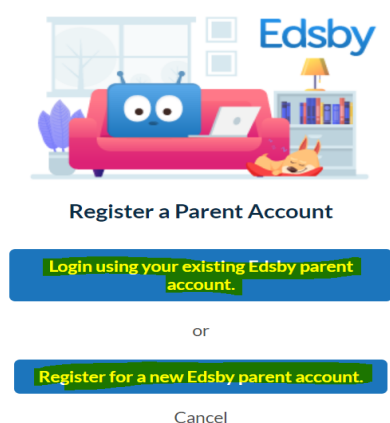 Edsby
Register a Parent Account
Login using your existing Edsby parent
account.
or
Register for a new Edsby parent account.
Cancel